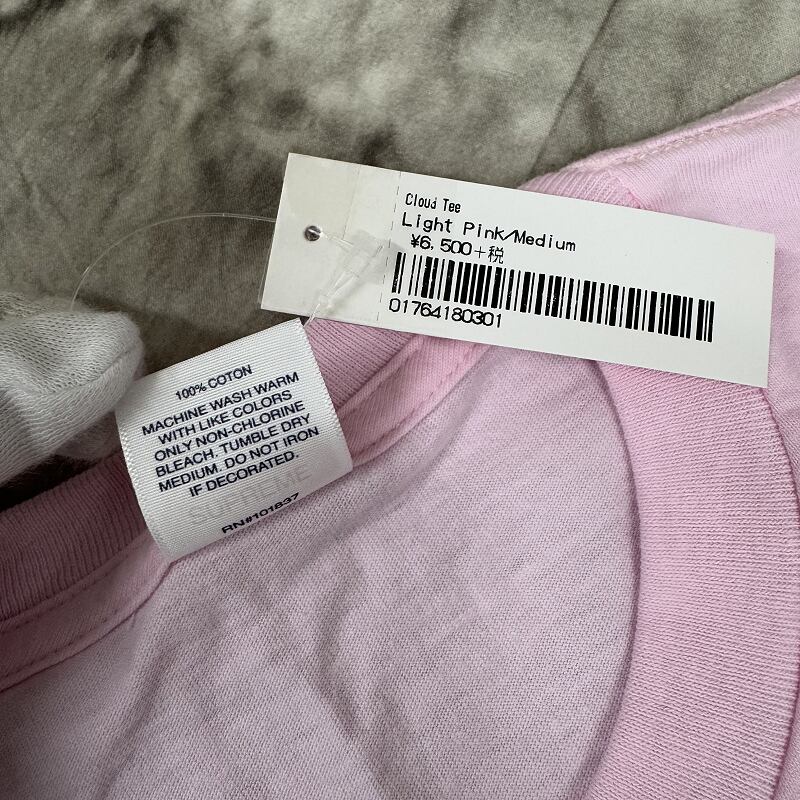 Cloud Tee
Light Pink/Medium
¥6,500+税
01764180301
100% COTON
MACHINE WASH WARM
WITH LIKE COLORS
ONLY NON-CHLORINE
BLEACH. TUMBLE DRY
MEDIUM. DO NOT IRON
IF DECORATED.
SUPREME
RN#101837